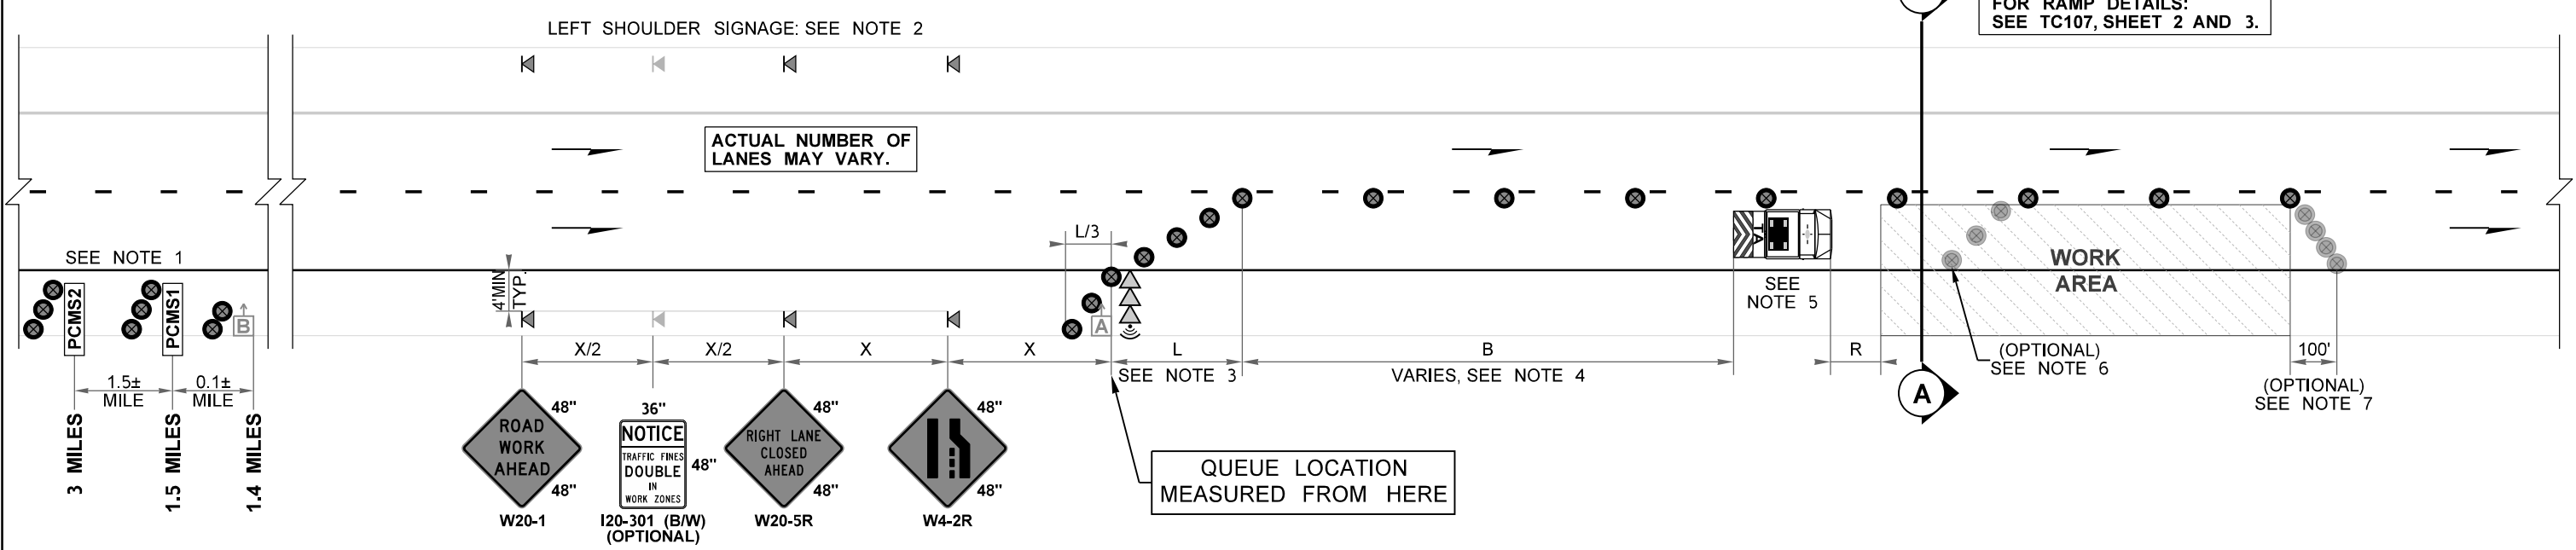 FOR RAMP DETAILS:
SEE TC107, SHEET 2 AND 3.
LEFT SHOULDER SIGNAGE: SEE NOTE 2
ACTUAL NUMBER OF
LANES MAY VARY.
SEE NOTE 1
PCMS2
PCMS1
B
4'MIN
TYP.
L/3
A
TA
SEE
NOTE 5
WORK
AREA
1.5±
MILE
0.1±
MILE
3 MILES
1.5 MILES
1.4 MILES
X/2
X/2
X
X
L
SEE NOTE 3
B
VARIES, SEE NOTE 4
R
A
(OPTIONAL)
SEE NOTE 6
100'
(OPTIONAL)
SEE NOTE 7
ROAD
WORK
AHEAD
48"
48"
W20-1
36"
NOTICE
TRAFFIC FINES
DOUBLE
IN
WORK ZONES
48"
I20-301 (B/W)
(OPTIONAL)
RIGHT LANE
CLOSED
AHEAD
48"
48"
W20-5R
48"
48"
W4-2R
QUEUE LOCATION
MEASURED FROM HERE